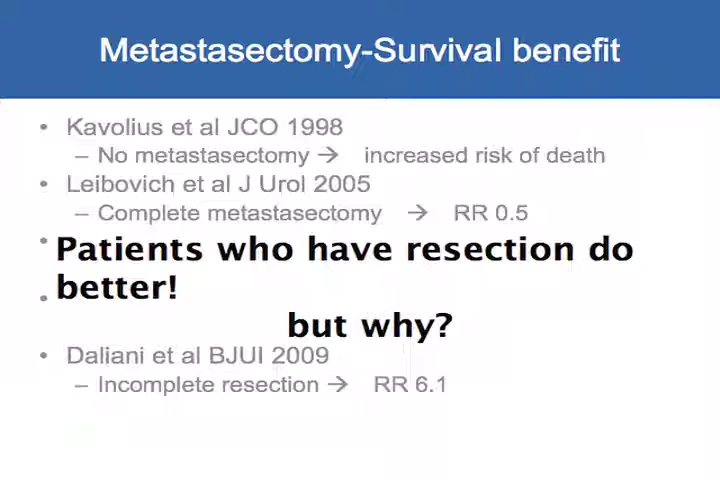 Metastasectomy-Survival benefit
• Kavolius et al JCO 1998
– No metastasectomy → increased risk of death
• Leibovich et al J Urol 2005
– Complete metastasectomy → RR 0.5
• Patients who have resection do
• better!
but why?
• Daliani et al BJUI 2009
– Incomplete resection → RR 6.1